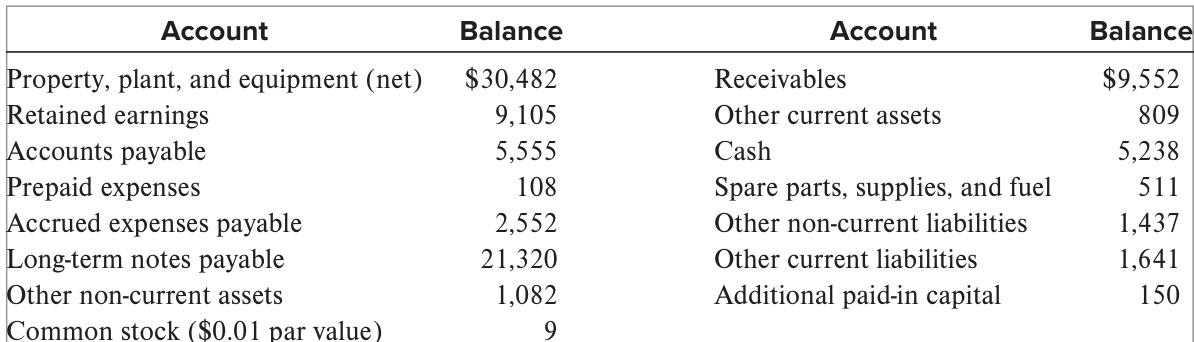 Account Balance Account Balance
Property, plant, and equipment (net) $30,482 Receivables $9,552
Retained earnings 9,105 Other current assets 809
Accounts payable 5,555 Cash 5,238
Prepaid expenses 108 Spare parts, supplies, and fuel 511
Accrued expenses payable 2,552 Other non-current liabilities 1,437
Long-term notes payable 21,320 Other current liabilities 1,641
Other non-current assets 1,082 Additional paid-in capital 150
Common stock ($0.01 par value) 9